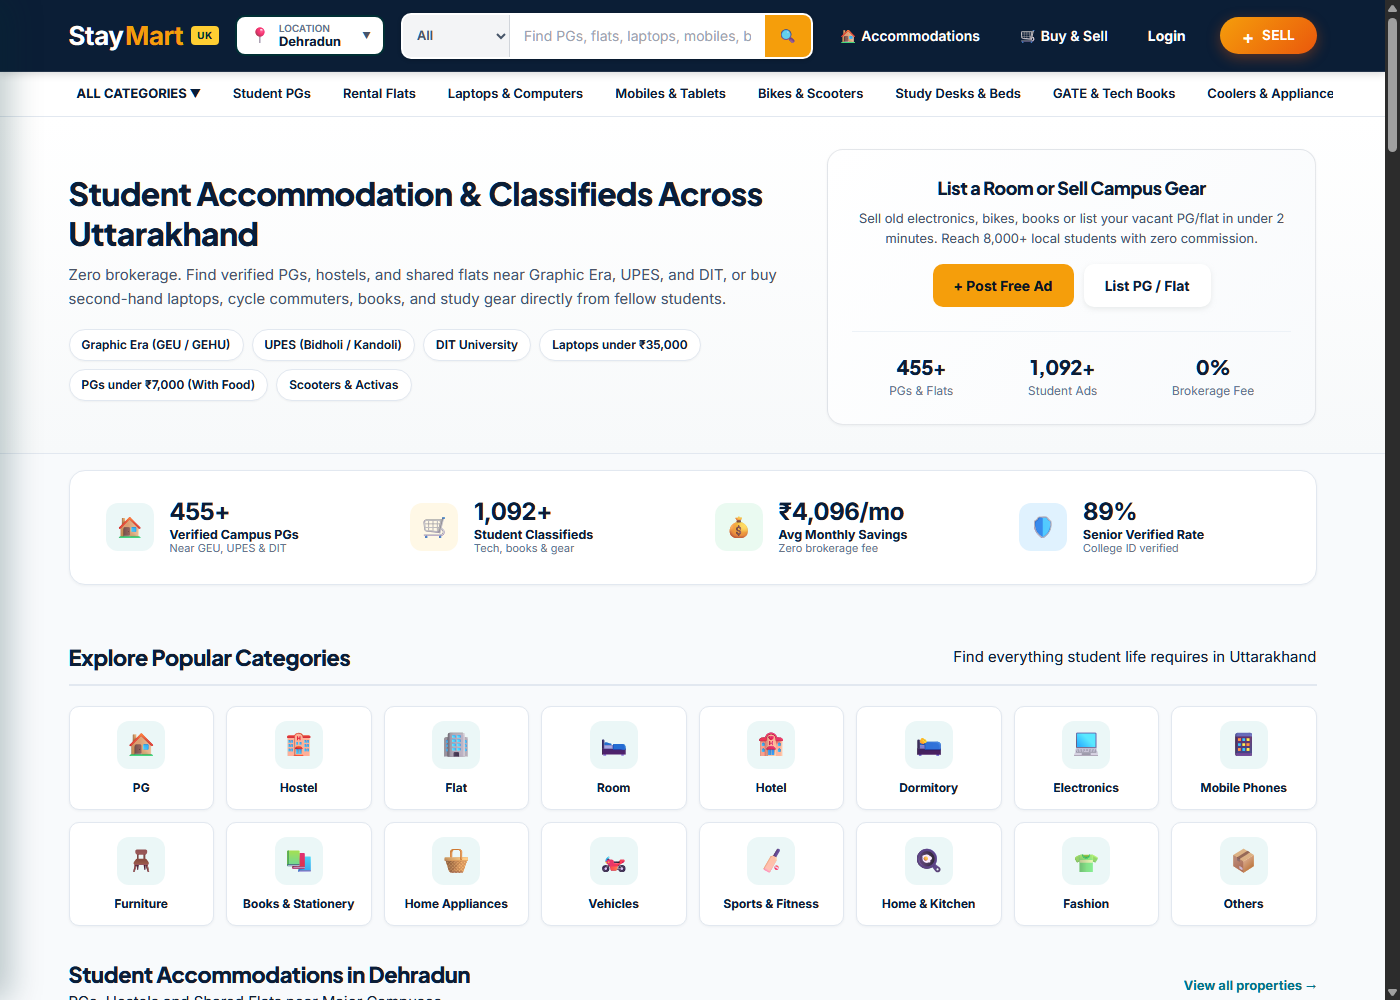 StayMart UK
LOCATION
Dehradun ▼
All
Find PGs, flats, laptops, mobiles, b
Accommodations
Buy & Sell
Login
+ SELL
ALL CATEGORIES ▼
Student PGs
Rental Flats
Laptops & Computers
Mobiles & Tablets
Bikes & Scooters
Study Desks & Beds
GATE & Tech Books
Coolers & Appliance
Student Accommodation & Classifieds Across
Uttarakhand
Zero brokerage. Find verified PGs, hostels, and shared flats near Graphic Era, UPES, and DIT, or buy
second-hand laptops, cycle commuters, books, and study gear directly from fellow students.
Graphic Era (GEU / GEHU)
UPES (Bidholi / Kandoli)
DIT University
Laptops under ₹35,000
PGs under ₹7,000 (With Food)
Scooters & Activas
List a Room or Sell Campus Gear
Sell old electronics, bikes, books or list your vacant PG/flat in under 2
minutes. Reach 8,000+ local students with zero commission.
+ Post Free Ad
List PG / Flat
455+
PGs & Flats
1,092+
Student Ads
0%
Brokerage Fee
455+
Verified Campus PGs
Near GEU, UPES & DIT
1,092+
Student Classifieds
Tech, books & gear
₹4,096/mo
Avg Monthly Savings
Zero brokerage fee
89%
Senior Verified Rate
College ID verified
Explore Popular Categories
Find everything student life requires in Uttarakhand
PG
Hostel
Flat
Room
Hotel
Dormitory
Electronics
Mobile Phones
Furniture
Books & Stationery
Home Appliances
Vehicles
Sports & Fitness
Home & Kitchen
Fashion
Others
Student Accommodations in Dehradun
View all properties →
PGs, Hostels and Shared Flats near Major Campuses